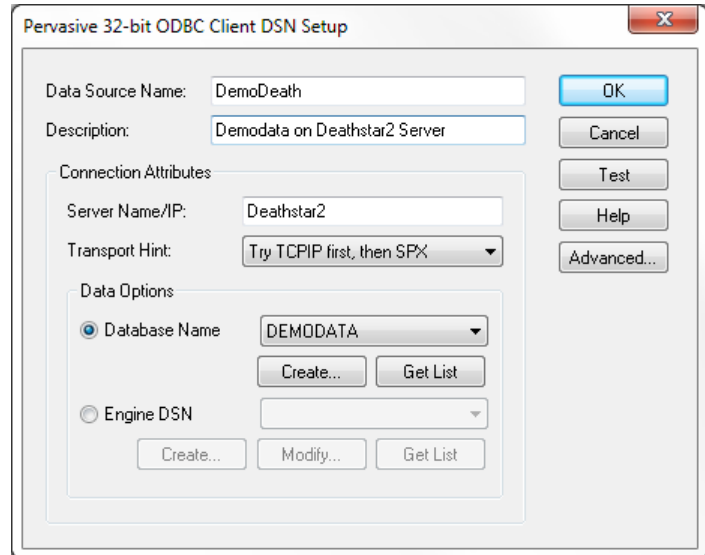 Pervasive 32-bit ODBC Client DSN Setup
Data Source Name: DemoDeath OK
Description: Demodata on Deathstar2 Server Cancel
Connection Attributes Test
Server Name/IP: Deathstar2 Help
Transport Hint: Try TCPIP first, then SPX Advanced...
Data Options
Database Name DEMODATA
Create... Get List
Engine DSN
Create... Modify... Get List